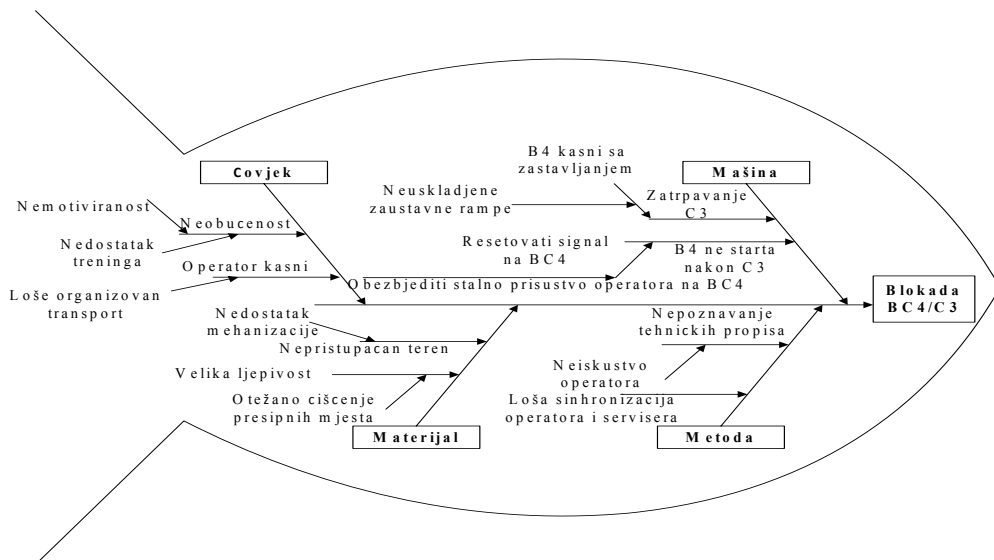 B4 kasni sa
zastavljanjem
Covjek
Mašina
Neuskladjene
zaustavne rampe
Zatrpavanje
C3
Nemotiviranost
Neobucenost
Nedostatak
treninga
Resetovati signal
na BC4
B4 ne starta
nakon C3
Operator kasni
Obezbjediti stalno prisustvo operatora na BC4
Loše organizovan
transport
Blokada
BC4/C3
Nedostatak
mehanizacije
Nepoznavanje
tehnickih propisa
Nepristupacan teren
Velika ljepivost
Neiskustvo
operatora
Otežano cišcenje
presipnih mjesta
Loša sinhronizacija
operatora i servisera
Materijal
Metoda